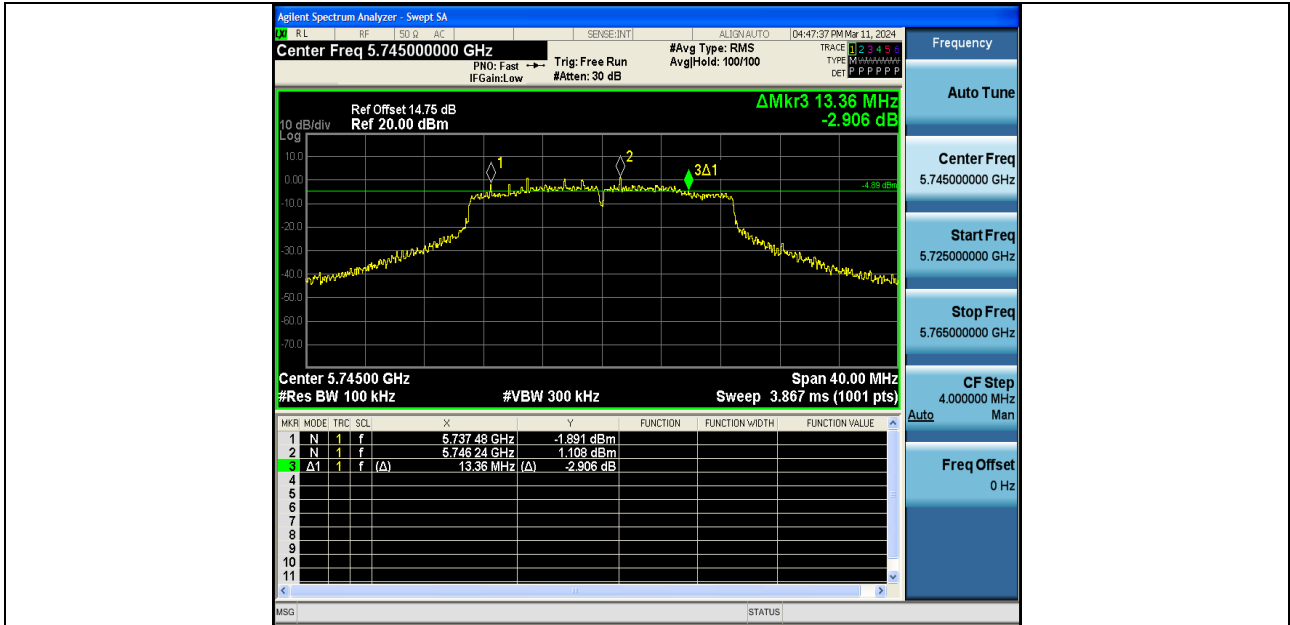 Agilent Spectrum Analyzer - Swept SA
LXI RL RF 50 Ω AC SENSE:INT ALIGN AUTO 04:47:37 PM Mar 11, 2024
Center Freq 5.745000000 GHz
#Avg Type: RMS
TRACE 1 2 3 4 5 6
PNO: Fast
Trig: Free Run
Avg|Hold: 100/100
TYPE M
IFGain:Low
#Atten: 30 dB
DET P P P P P P
Ref Offset 14.75 dB
ΔMkr3 13.36 MHz
10 dB/div Ref 20.00 dBm
-2.906 dB
Log
10.0
0.00
-10.0
-20.0
-30.0
-40.0
-50.0
-60.0
-70.0
1
2
3Δ1
-4.89 dBm
Center 5.74500 GHz
Span 40.00 MHz
#Res BW 100 kHz
#VBW 300 kHz
Sweep 3.867 ms (1001 pts)
MKR MODE TRC SCL X Y FUNCTION FUNCTION WIDTH FUNCTION VALUE
1 N 1 f 5.737 48 GHz -1.891 dBm
2 N 1 f 5.746 24 GHz 1.108 dBm
3 Δ1 1 f (Δ) 13.36 MHz (Δ) -2.906 dB
4
5
6
7
8
9
10
11
MSG STATUS
Frequency
Auto Tune
Center Freq
5.745000000 GHz
Start Freq
5.725000000 GHz
Stop Freq
5.765000000 GHz
CF Step
4.000000 MHz
Auto Man
Freq Offset
0 Hz